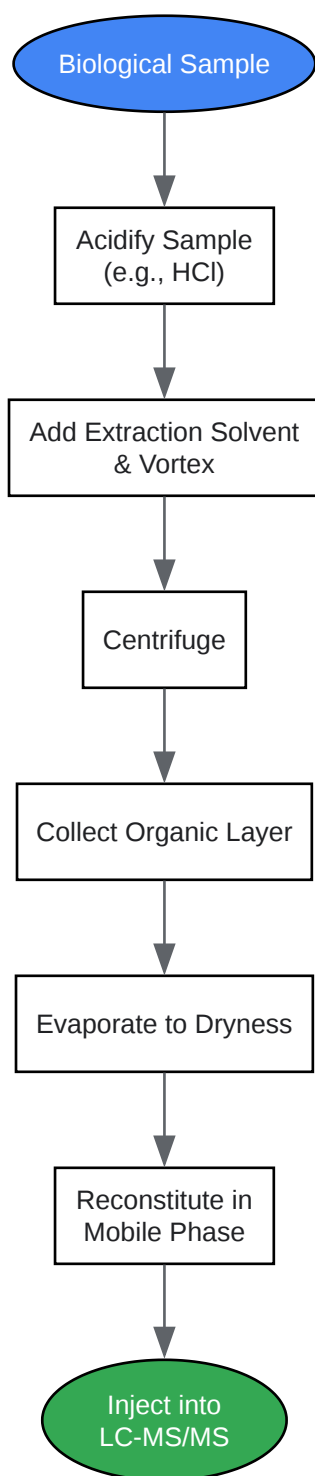 Biological Sample
Acidify Sample
(e.g., HCl)
Add Extraction Solvent
& Vortex
Centrifuge
Collect Organic Layer
Evaporate to Dryness
Reconstitute in
Mobile Phase
Inject into
LC-MS/MS